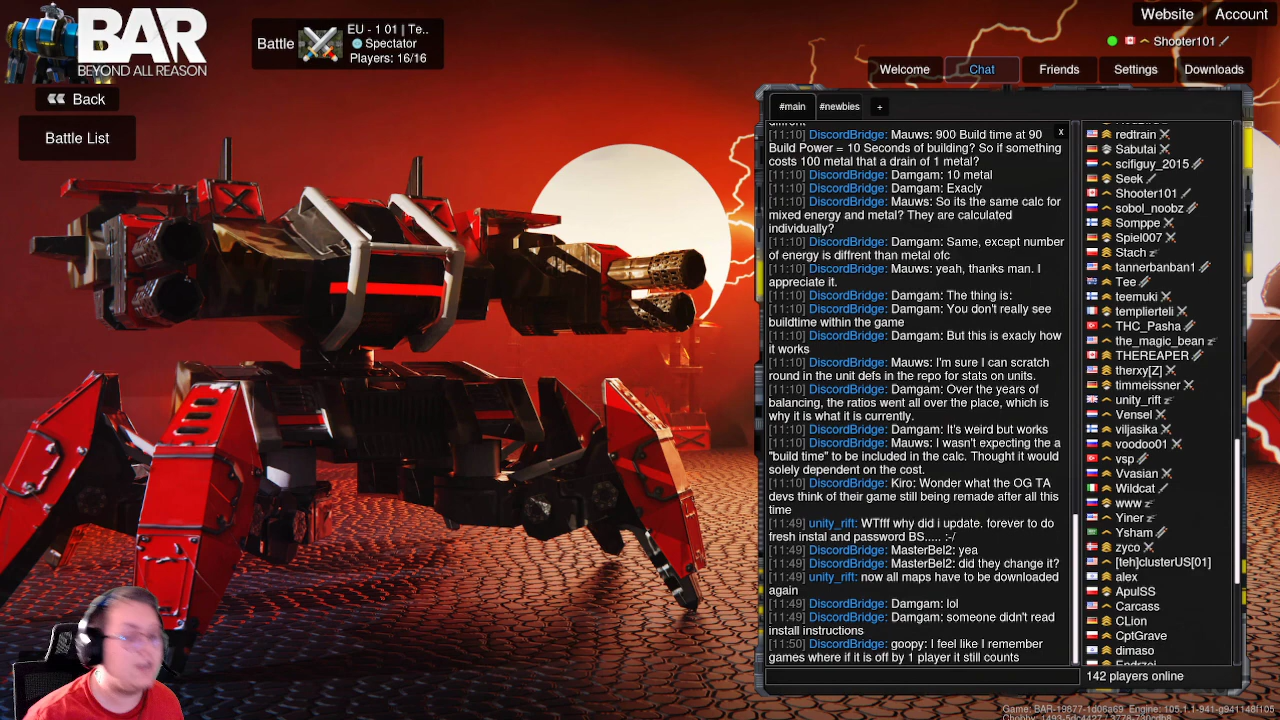 BAR
BEYOND ALL REASON
Battle
EU - 1 01 | Te..
Spectator
Players: 16/16
Website
Account
Shooter101
Back
Battle List
Welcome
Chat
Friends
Settings
Downloads
#main
#newbies
+
x
[11:10] DiscordBridge: Mauws: 900 Build time at 90
Build Power = 10 Seconds of building? So if something
costs 100 metal that a drain of 1 metal?
[11:10] DiscordBridge: Damgam: 10 metal
[11:10] DiscordBridge: Damgam: Exacly
[11:10] DiscordBridge: Mauws: So its the same calc for
mixed energy and metal? They are calculated
individually?
[11:10] DiscordBridge: Damgam: Same, except number
of energy is diffrent than metal ofc
[11:10] DiscordBridge: Mauws: yeah, thanks man. I
appreciate it.
[11:10] DiscordBridge: Damgam: The thing is:
[11:10] DiscordBridge: Damgam: You don't really see
buildtime within the game
[11:10] DiscordBridge: Damgam: But this is exacly how
it works
[11:10] DiscordBridge: Mauws: I'm sure I can scratch
round in the unit defs in the repo for stats on units.
[11:10] DiscordBridge: Damgam: Over the years of
balancing, the ratios went all over the place, which is
why it is what it is currently.
[11:10] DiscordBridge: Damgam: It's weird but works
[11:10] DiscordBridge: Mauws: I wasn't expecting the a
"build time" to be included in the calc. Thought it would
solely dependent on the cost.
[11:10] DiscordBridge: Kiro: Wonder what the OG TA
devs think of their game still being remade after all this
time
[11:49] unity_rift: WTfff why did i update. forever to do
fresh instal and password BS..... :-/
[11:49] DiscordBridge: MasterBel2: yea
[11:49] DiscordBridge: MasterBel2: did they change it?
[11:49] unity_rift: now all maps have to be downloaded
again
[11:49] DiscordBridge: Damgam: lol
[11:49] DiscordBridge: Damgam: someone didn't read
install instructions
[11:50] DiscordBridge: goopy: I feel like I remember
games where if it is off by 1 player it still counts
redtrain
Sabutai
scifiguy_2015
Seek
Shooter101
sobol_noobz
Somppe
Spiel007
Stach
tannerbanban1
Tee
teemuki
templierteli
THC_Pasha
the_magic_bean
THEREAPER
therxy[Z]
timmeissner
unity_rift
Vensel
viljasika
voodoo01
vsp
Vvasian
Wildcat
www
Yiner
Ysham
zyco
[teh]clusterUS[01]
alex
ApulSS
Carcass
CLion
CptGrave
dimaso
142 players online